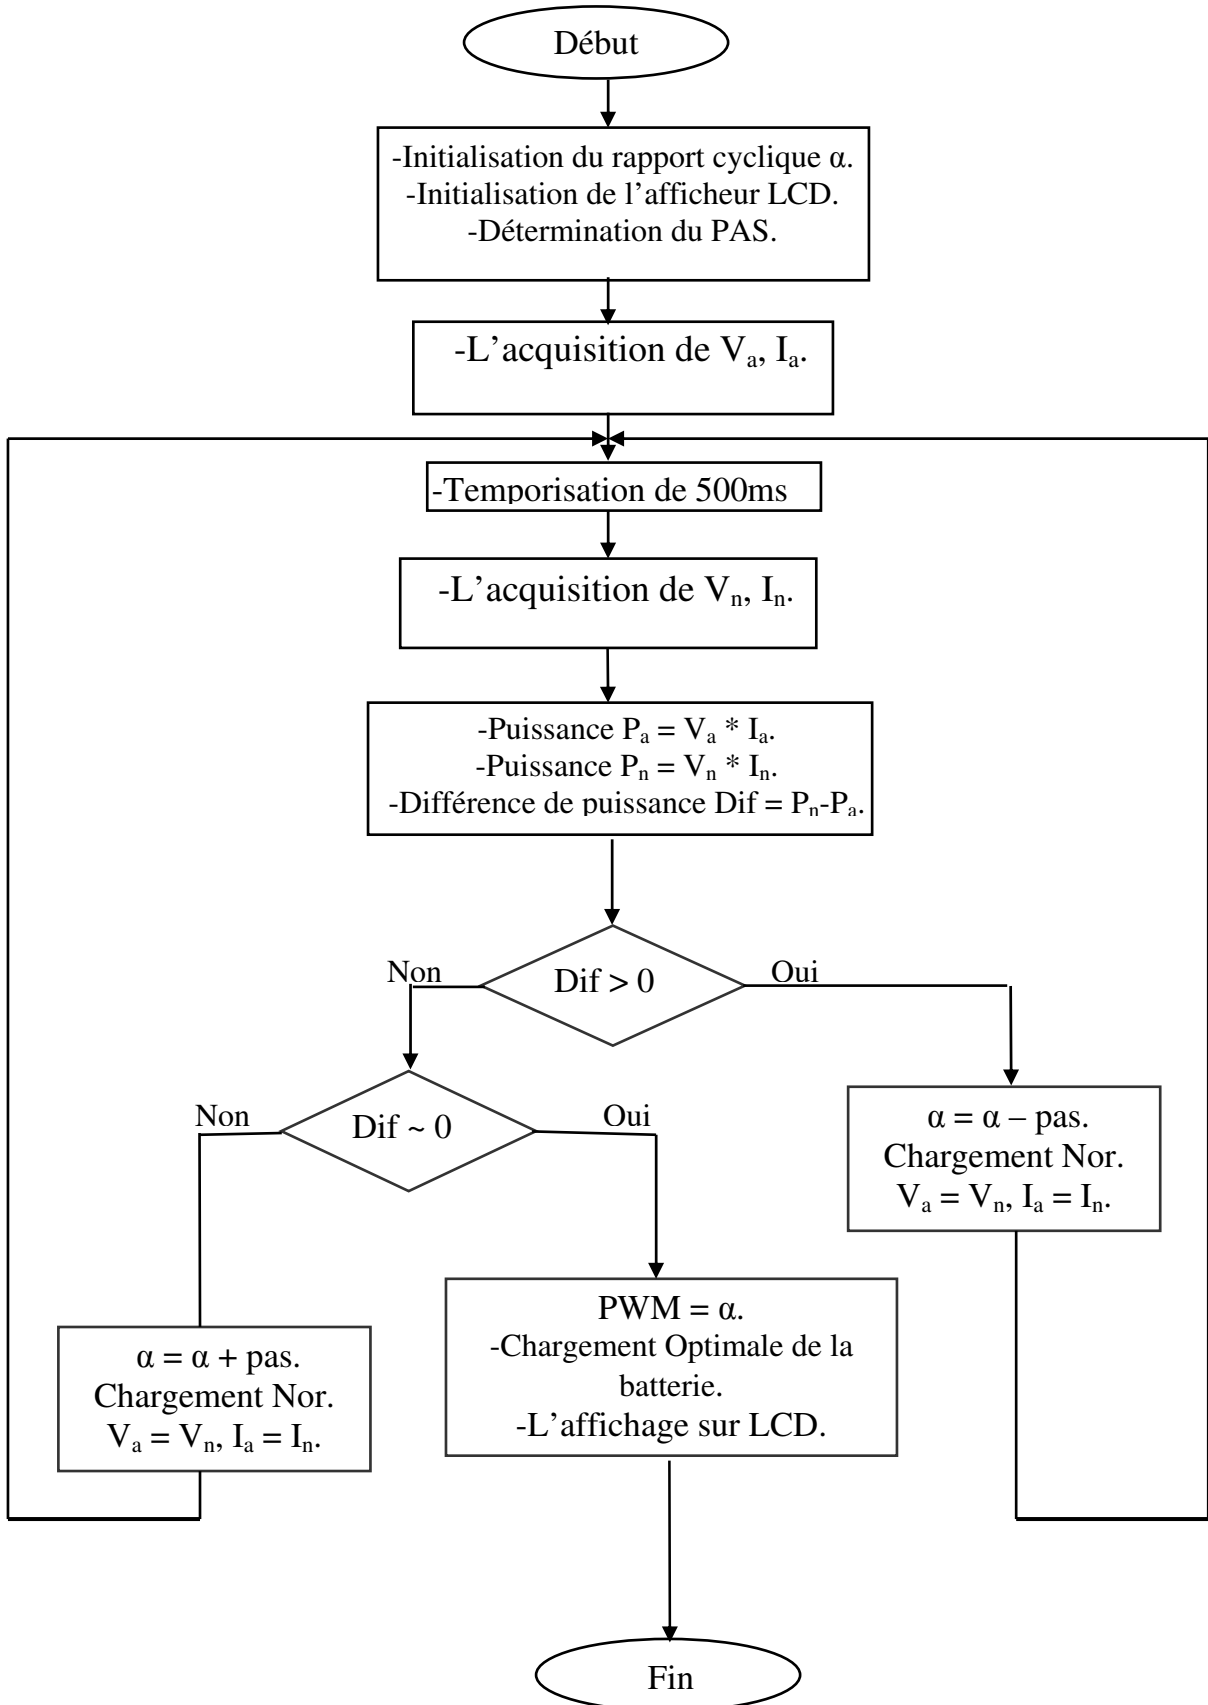 Début
-Initialisation du rapport cyclique α.
-Initialisation de l’afficheur LCD.
-Détermination du PAS.
-L’acquisition de Va, Ia.
-Temporisation de 500ms
-L’acquisition de Vn, In.
-Puissance Pa = Va * Ia.
-Puissance Pn = Vn * In.
-Différence de puissance Dif = Pn-Pa.
Non
Dif > 0
Oui
Non
Dif ~ 0
Oui
α = α – pas.
Chargement Nor.
Va = Vn, Ia = In.
α = α + pas.
Chargement Nor.
Va = Vn, Ia = In.
PWM = α.
-Chargement Optimale de la
batterie.
-L’affichage sur LCD.
Fin